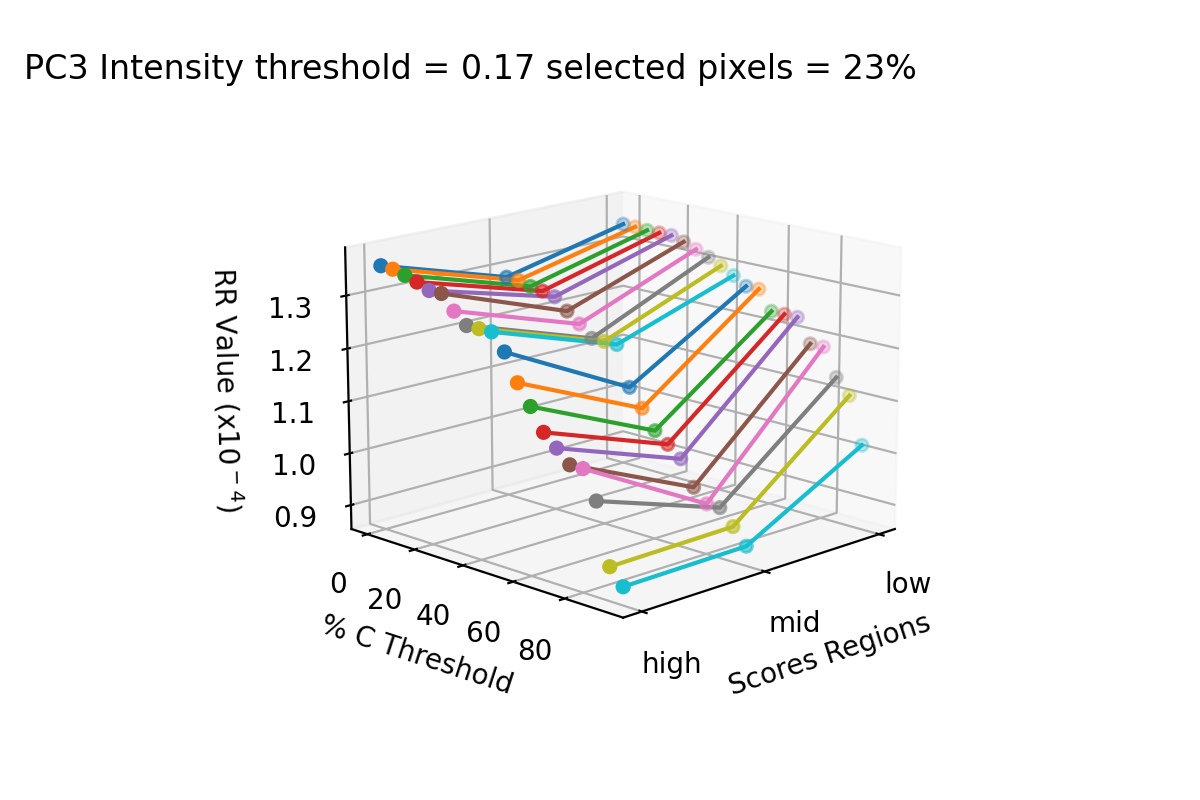 PC3 Intensity threshold = 0.17 selected pixels = 23%
RR Value (x10⁻⁴)
1.3
1.2
1.1
1.0
0.9
0
20
40
60
80
% C Threshold
high
mid
low
Scores Regions